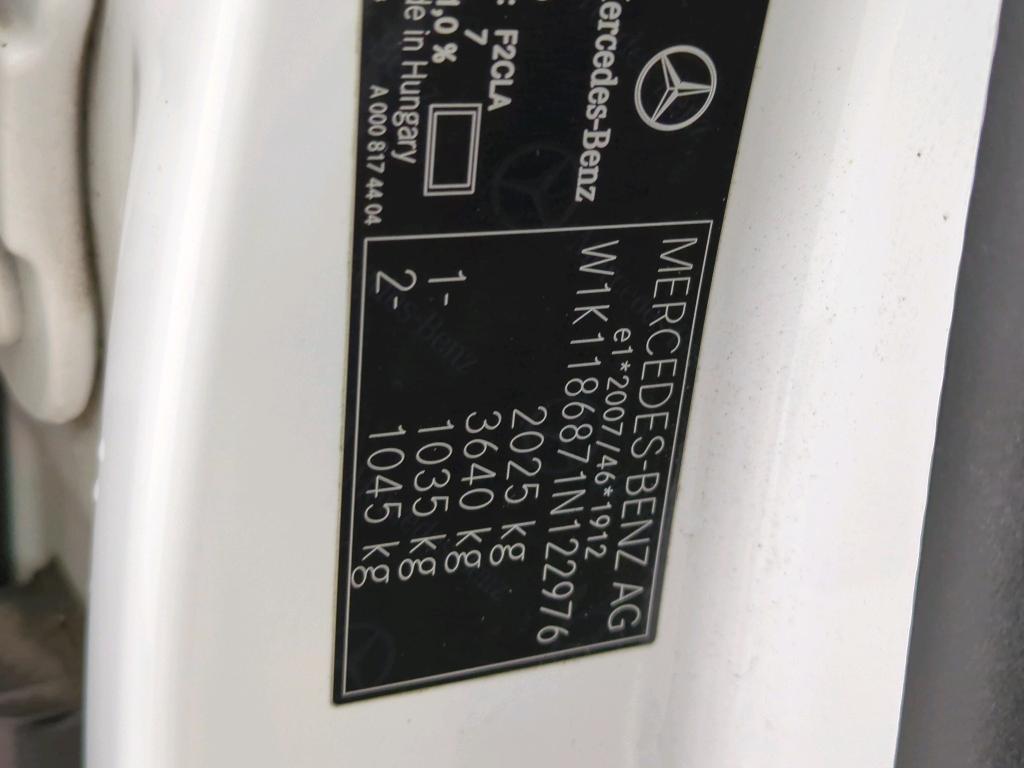 Mercedes-Benz
F2CLA
7
1,0 %
de in Hungary
A 000 817 44 04
MERCEDES-BENZ AG
e1*2007/46*1912
W1K1186871N122976
2025 kg
3640 kg
1- 1035 kg
2- 1045 kg